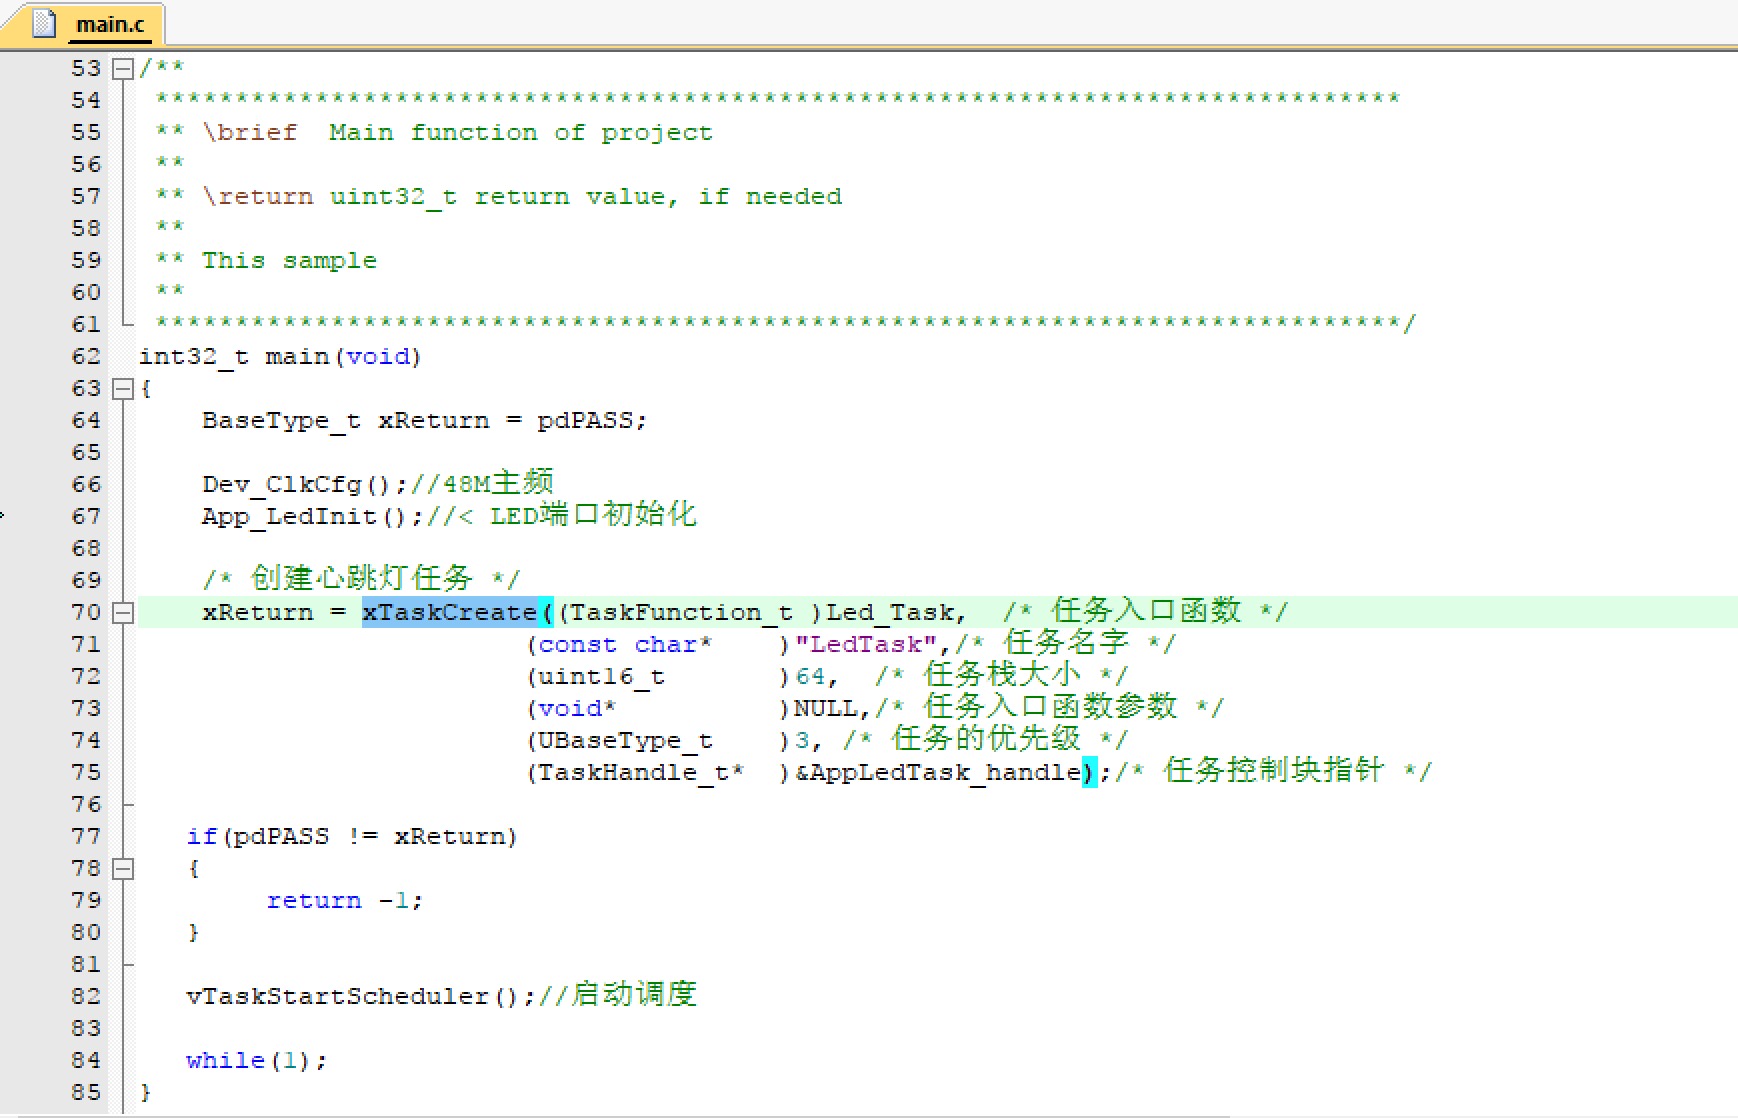 main.c
53 /**
54 *******************************************************************************
55 ** \brief  Main function of project
56 **
57 ** \return uint32_t return value, if needed
58 **
59 ** This sample
60 **
61 *******************************************************************************/
62 int32_t main(void)
63 {
64 BaseType_t xReturn = pdPASS;
65
66 Dev_ClkCfg();//48M主频
67 App_LedInit();//< LED端口初始化
68
69 /* 创建心跳灯任务 */
70 xReturn = xTaskCreate((TaskFunction_t )Led_Task,  /* 任务入口函数 */
71 (const char*    )"LedTask",/* 任务名字 */
72 (uint16_t       )64,  /* 任务栈大小 */
73 (void*          )NULL,/* 任务入口函数参数 */
74 (UBaseType_t    )3, /* 任务的优先级 */
75 (TaskHandle_t*  )&AppLedTask_handle);/* 任务控制块指针 */
76
77 if(pdPASS != xReturn)
78 {
79 return -1;
80 }
81
82 vTaskStartScheduler();//启动调度
83
84 while(1);
85 }